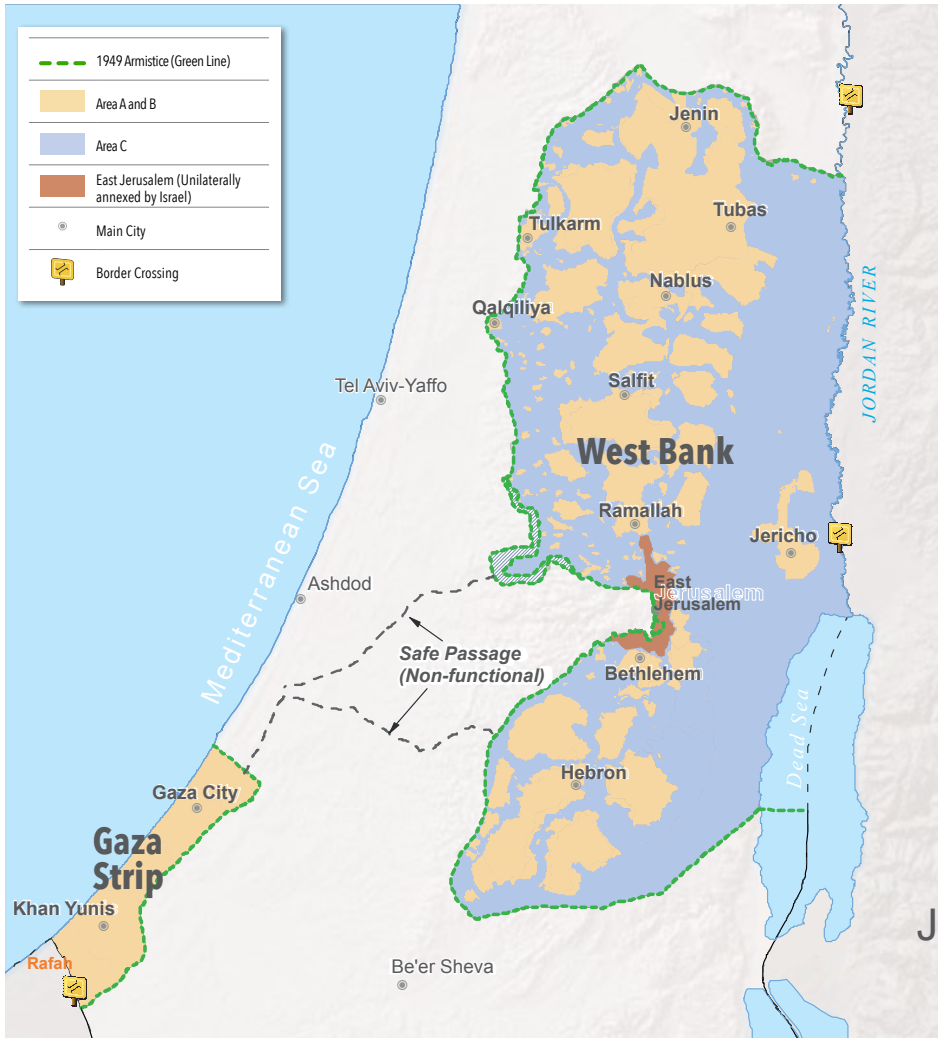 1949 Armistice (Green Line)
Area A and B
Area C
East Jerusalem (Unilaterally
annexed by Israel)
Main City
Border Crossing
Jenin
Tubas
Tulkarm
Nablus
Qalqiliya
JORDAN RIVER
Tel Aviv-Yaffo
Salfit
West Bank
Mediterranean Sea
Ramallah
Jericho
Ashdod
East
Jerusalem
Jerusalem
Safe Passage
(Non-functional)
Bethlehem
Dead Sea
Hebron
Gaza City
Gaza
Strip
Khan Yunis
J
Rafah
Be'er Sheva